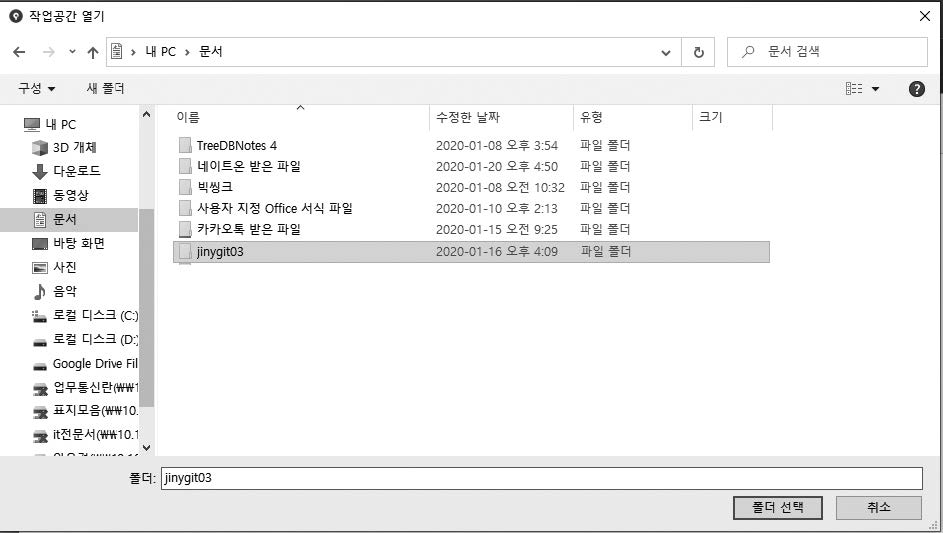 작업공간 열기
내 PC > 문서
문서 검색
구성
새 폴더
이름 수정한 날짜 유형 크기
내 PC
3D 개체
다운로드
동영상
문서
바탕 화면
사진
음악
로컬 디스크 (C:)
로컬 디스크 (D:)
Google Drive Fil
업무통신란(₩₩1
표지모음(₩₩10.
it전문서(₩₩10.1
TreeDBNotes 4 2020-01-08 오후 3:54 파일 폴더
네이트온 받은 파일 2020-01-20 오후 4:50 파일 폴더
빅씽크 2020-01-08 오전 10:32 파일 폴더
사용자 지정 Office 서식 파일 2020-01-10 오후 2:13 파일 폴더
카카오톡 받은 파일 2020-01-15 오전 9:25 파일 폴더
jinygit03 2020-01-16 오후 4:09 파일 폴더
폴더: jinygit03
폴더 선택
취소